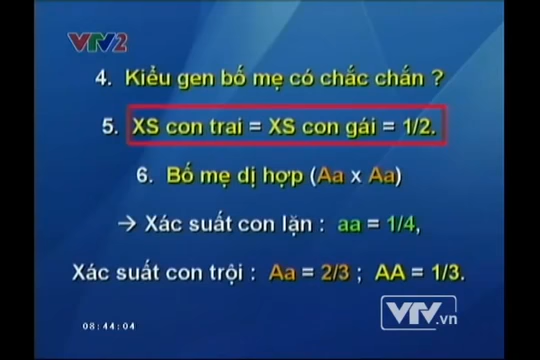 VTV2
4. Kiểu gen bố mẹ có chắc chắn ?
5. XS con trai = XS con gái = 1/2.
6. Bố mẹ dị hợp (Aa x Aa)
→ Xác suất con lặn : aa = 1/4,
Xác suất con trội : Aa = 2/3 ; AA = 1/3.
VTV.vn
08:44:04